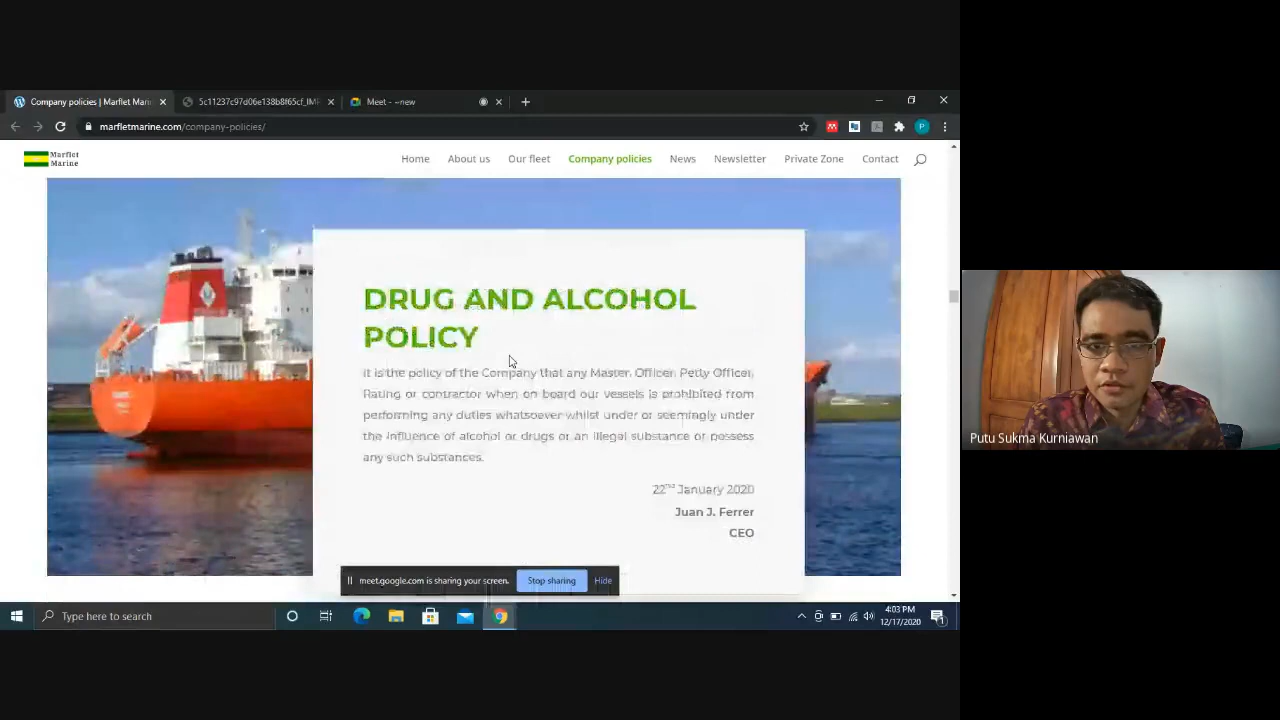 Company policies | Marflet Mari
5c11237c97d06e138b8f65cf_IMF
Meet - --new
marfletmarine.com/company-policies/
Marflet
Marine
Home
About us
Our fleet
Company policies
News
Newsletter
Private Zone
Contact
DRUG AND ALCOHOL
POLICY
It is the policy of the Company that any Master, Officer, Petty Officer,
Rating or contractor when on board our vessels is prohibited from
performing any duties whatsoever whilst under or seemingly under
the influence of alcohol or drugs or an illegal substance or possess
any such substances.
22nd January 2020
Juan J. Ferrer
CEO
meet.google.com is sharing your screen.
Stop sharing
Hide
Type here to search
4:03 PM
12/17/2020
Putu Sukma Kurniawan